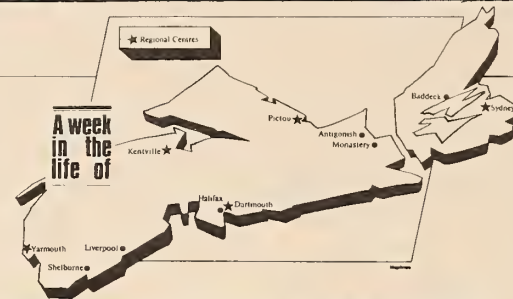 ★ Regional Centres
A week
in the
life of
Baddeck
Sydney
Pictou
Antigonish
Monastery
Kentville
Halifax
Dartmouth
Yarmouth
Liverpool
Shelburne